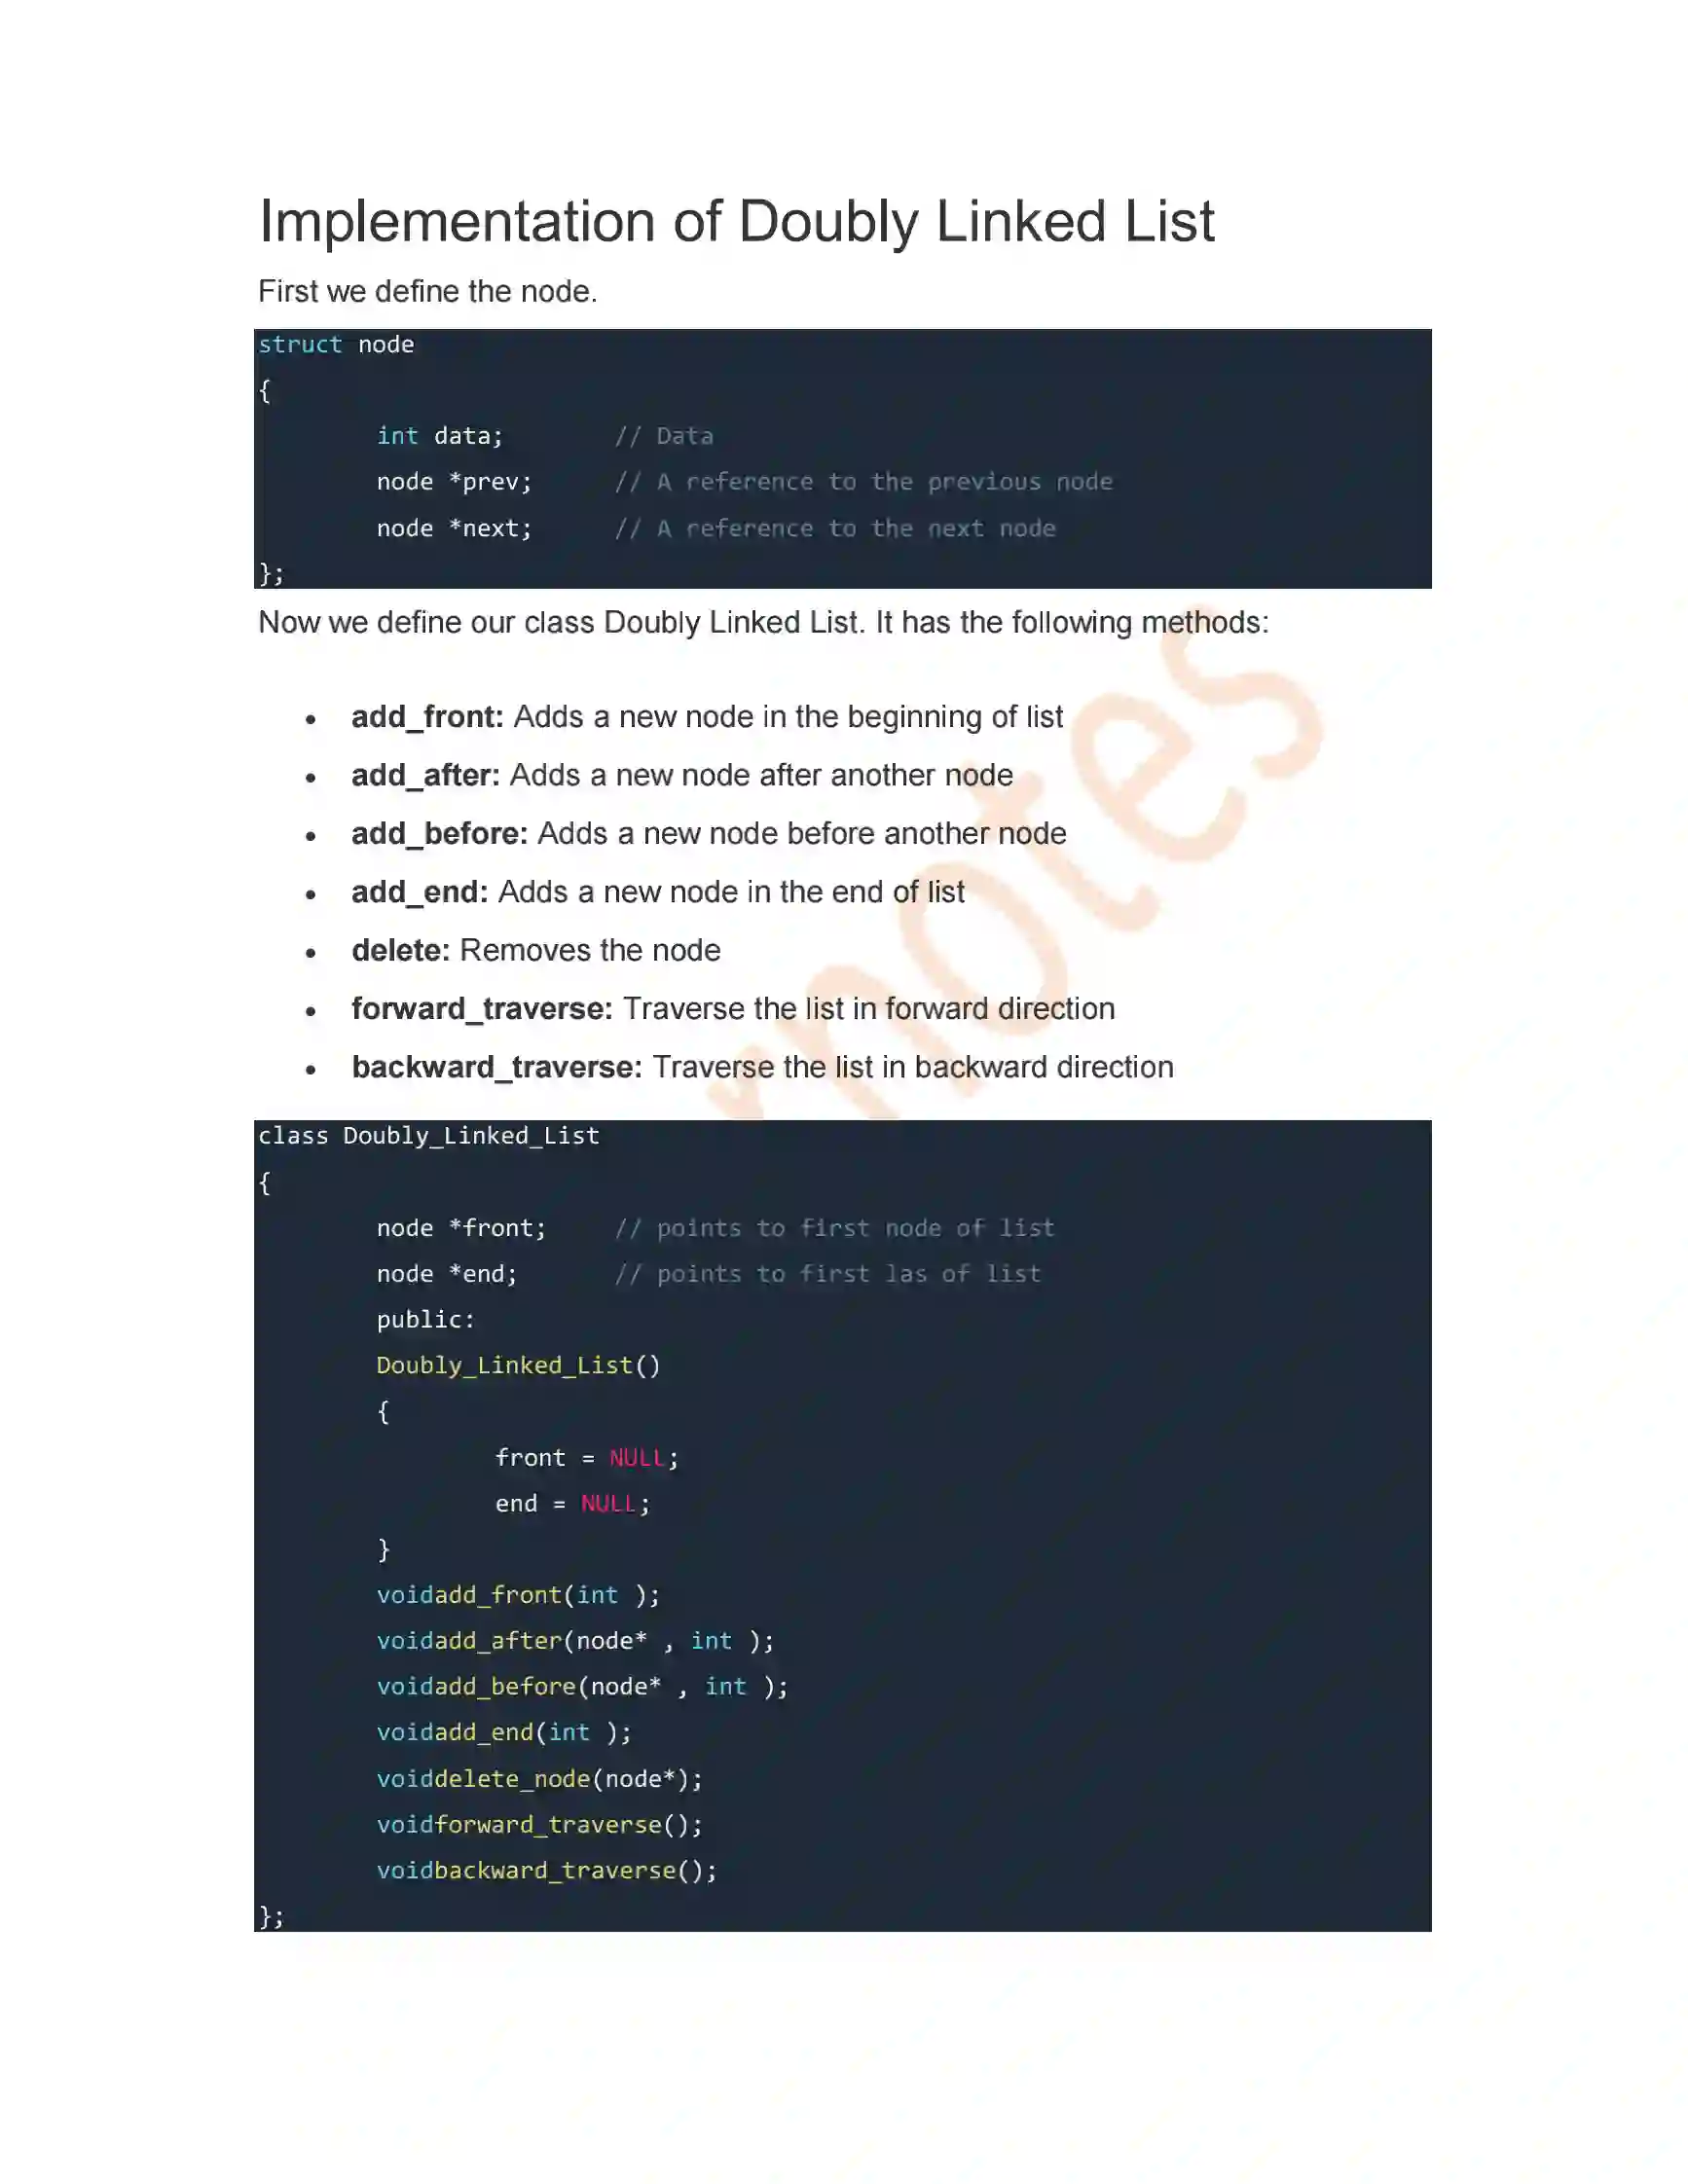 Implementation of Doubly Linked List
First we define the node.
struct node
{
int data; // Data
node *prev; // A reference to the previous node
node *next; // A reference to the next node
};
Now we define our class Doubly Linked List. It has the following methods:
• add_front: Adds a new node in the beginning of list
• add_after: Adds a new node after another node
• add_before: Adds a new node before another node
• add_end: Adds a new node in the end of list
• delete: Removes the node
• forward_traverse: Traverse the list in forward direction
• backward_traverse: Traverse the list in backward direction
class Doubly_Linked_List
{
node *front; // points to first node of list
node *end; // points to first las of list
public:
Doubly_Linked_List()
{
front = NULL;
end = NULL;
}
voidadd_front(int );
voidadd_after(node* , int );
voidadd_before(node* , int );
voidadd_end(int );
voiddelete_node(node*);
voidforward_traverse();
voidbackward_traverse();
};
rnotes